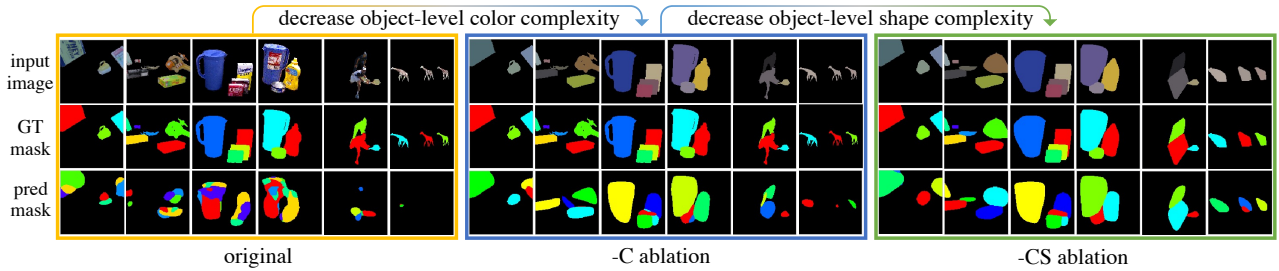 decrease object-level color complexity
decrease object-level shape complexity
input
image
GT
mask
pred
mask
original
-C ablation
-CS ablation